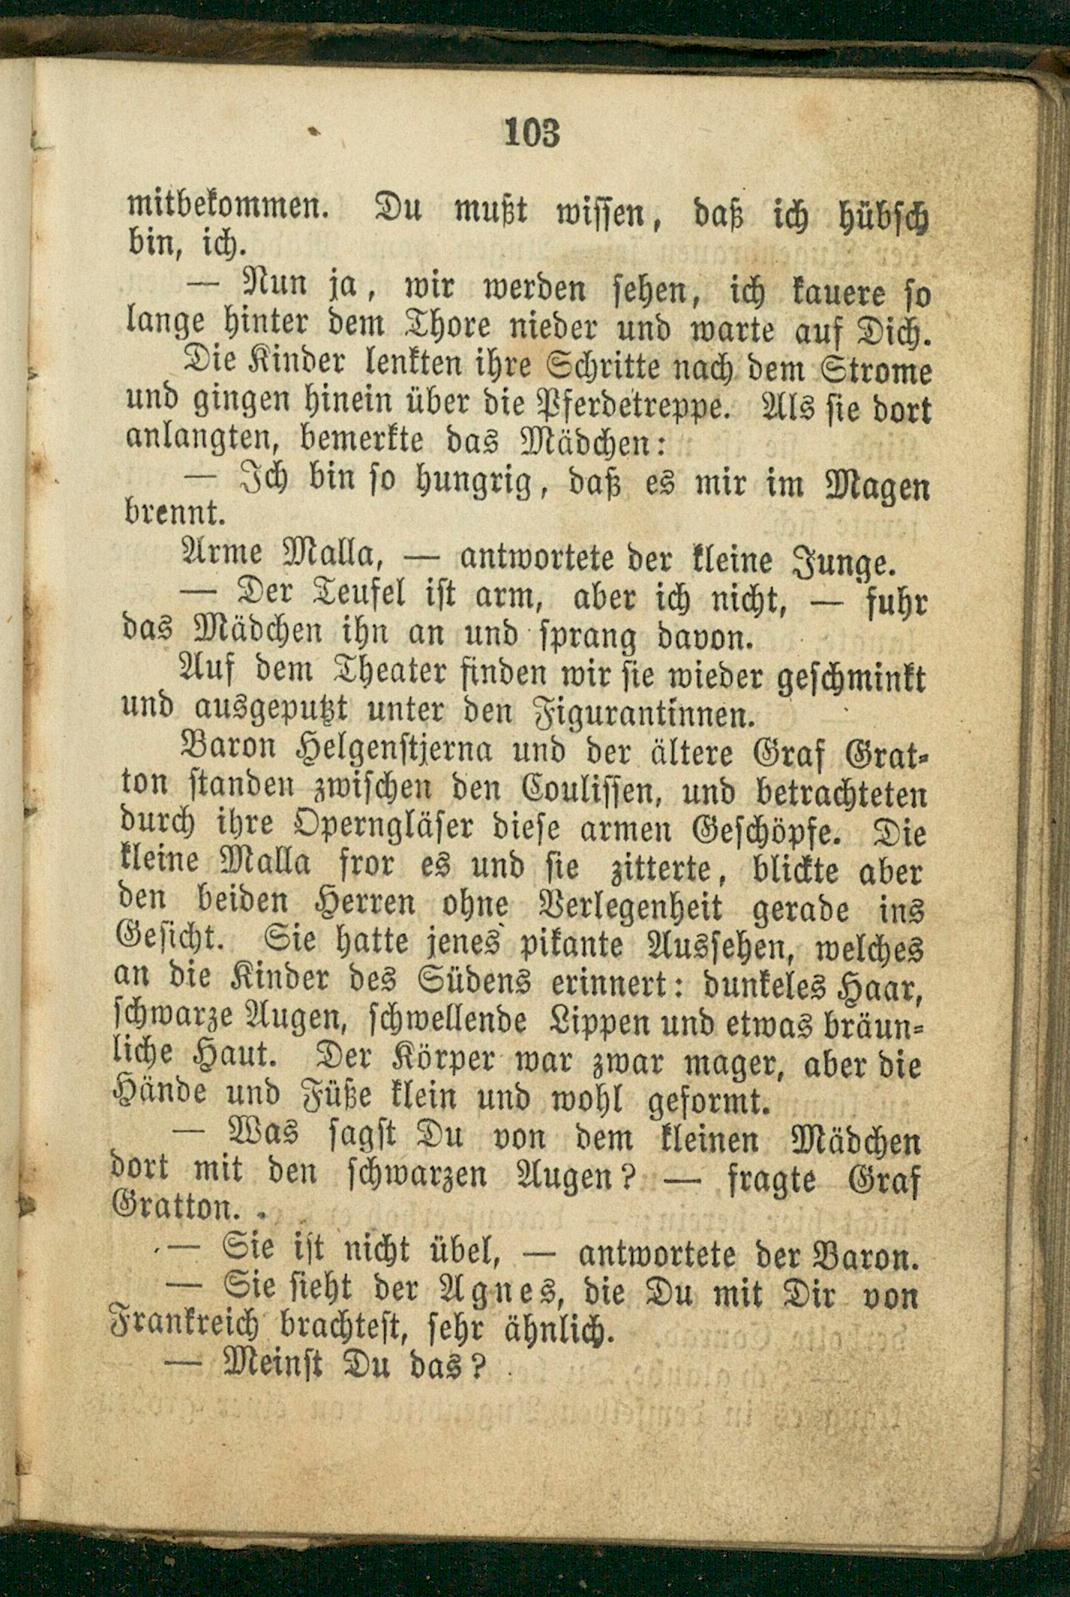 103
mitbekommen. Du mußt wissen, daß ich hübsch
bin, ich.
— Nun ja, wir werden sehen, ich kauere so
lange hinter dem Thore nieder und warte auf Dich.
Die Kinder lenkten ihre Schritte nach dem Strome
und gingen hinein über die Pferdetreppe. Als sie dort
anlangten, bemerkte das Mädchen:
— Ich bin so hungrig, daß es mir im Magen
brennt.
Arme Malla, — antwortete der kleine Junge.
— Der Teufel ist arm, aber ich nicht, — fuhr
das Mädchen ihn an und sprang davon.
Auf dem Theater finden wir sie wieder geschminkt
und ausgeputzt unter den Figurantinnen.
Baron Helgenstjerna und der ältere Graf Grat-
ton standen zwischen den Coulissen, und betrachteten
durch ihre Operngläser diese armen Geschöpfe. Die
kleine Malla fror es und sie zitterte, blickte aber
den beiden Herren ohne Verlegenheit gerade ins
Gesicht. Sie hatte jenes pikante Aussehen, welches
an die Kinder des Südens erinnert: dunkeles Haar,
schwarze Augen, schwellende Lippen und etwas bräun-
liche Haut. Der Körper war zwar mager, aber die
Hände und Füße klein und wohl geformt.
— Was sagst Du von dem kleinen Mädchen
dort mit den schwarzen Augen? — fragte Graf
Gratton.
— Sie ist nicht übel, — antwortete der Baron.
— Sie sieht der Agnes, die Du mit Dir von
Frankreich brachtest, sehr ähnlich.
— Meinst Du das?